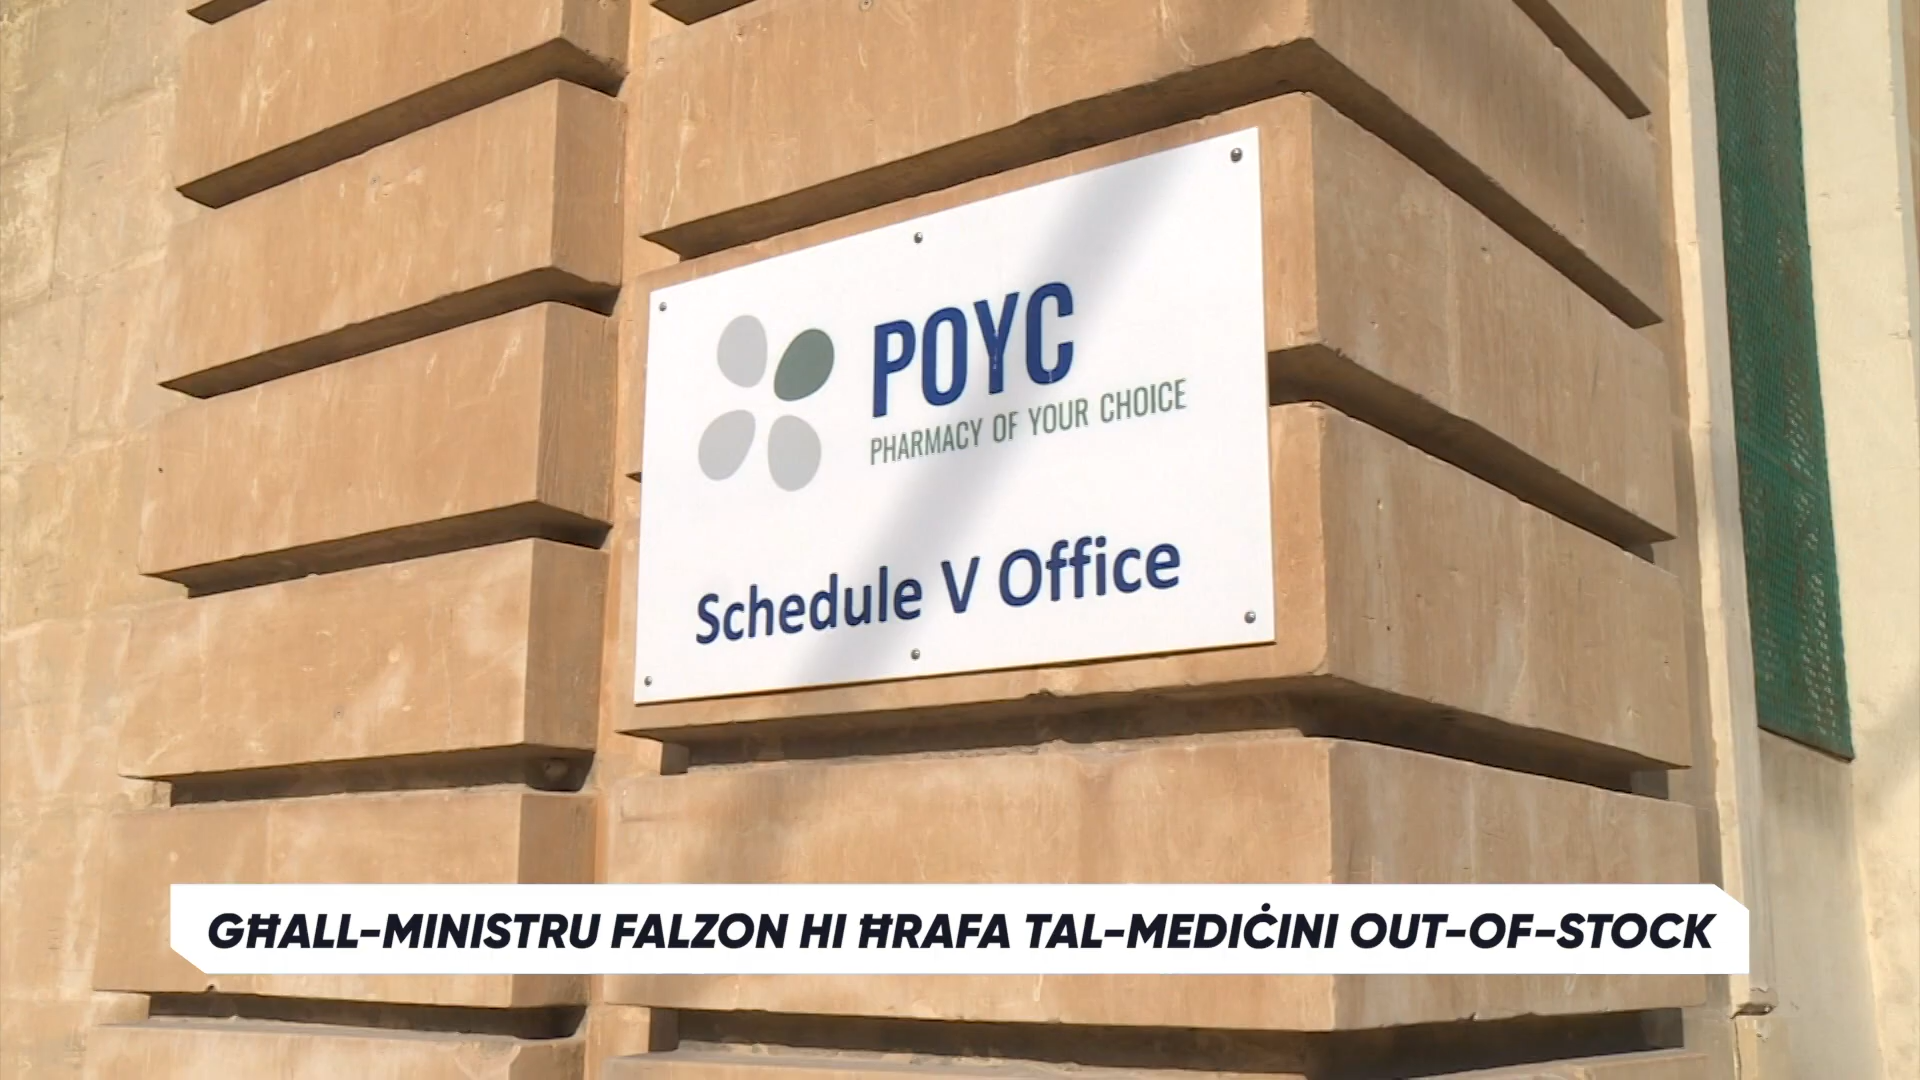 POYC
PHARMACY OF YOUR CHOICE
Schedule V Office
GĦALL-MINISTRU FALZON HI ĦRAFA TAL-MEDIĊINI OUT-OF-STOCK